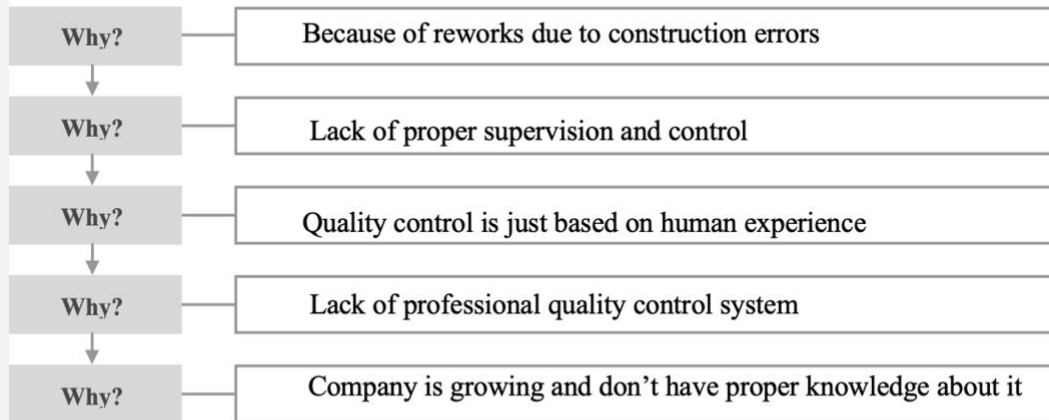 Why? Because of reworks due to construction errors
Why? Lack of proper supervision and control
Why? Quality control is just based on human experience
Why? Lack of professional quality control system
Why? Company is growing and don’t have proper knowledge about it